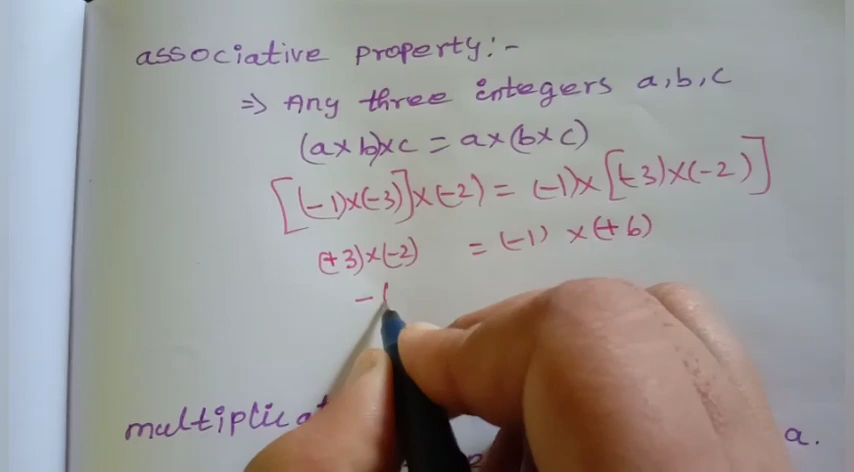 associative property:-
⇒ Any three integers a,b,c
(a×b)×c = a×(b×c)
[(-1)×(-3)]×(-2) = (-1)×[(-3)×(-2)]
(+3)×(-2) = (-1) ×(+6)
-
a.